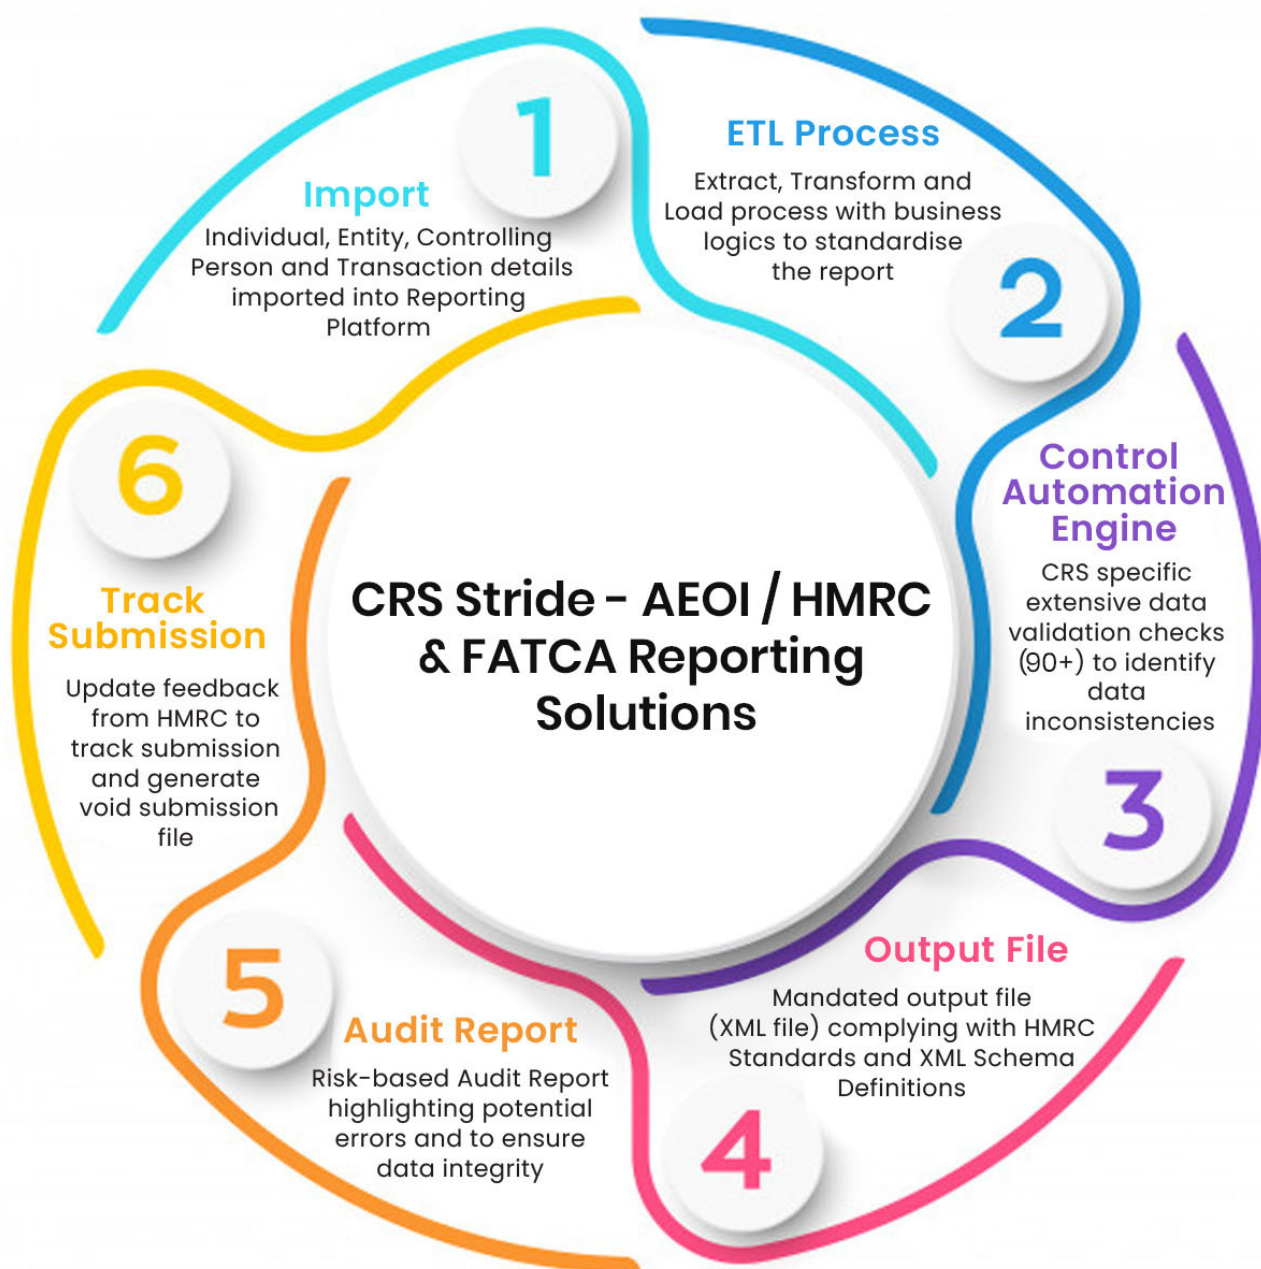 1
Import
Individual, Entity, Controlling
Person and Transaction details
imported into Reporting
Platform
ETL Process
Extract, Transform and
Load process with business
logics to standardise
the report
2
Control
Automation
Engine
CRS specific
extensive data
validation checks
(90+) to identify
data
inconsistencies
3
Output File
Mandated output file
(XML file) complying with HMRC
Standards and XML Schema
Definitions
4
5
Audit Report
Risk-based Audit Report
highlighting potential
errors and to ensure
data integrity
6
Track
Submission
Update feedback
from HMRC to
track submission
and generate
void submission
file
CRS Stride - AEOI / HMRC
& FATCA Reporting
Solutions